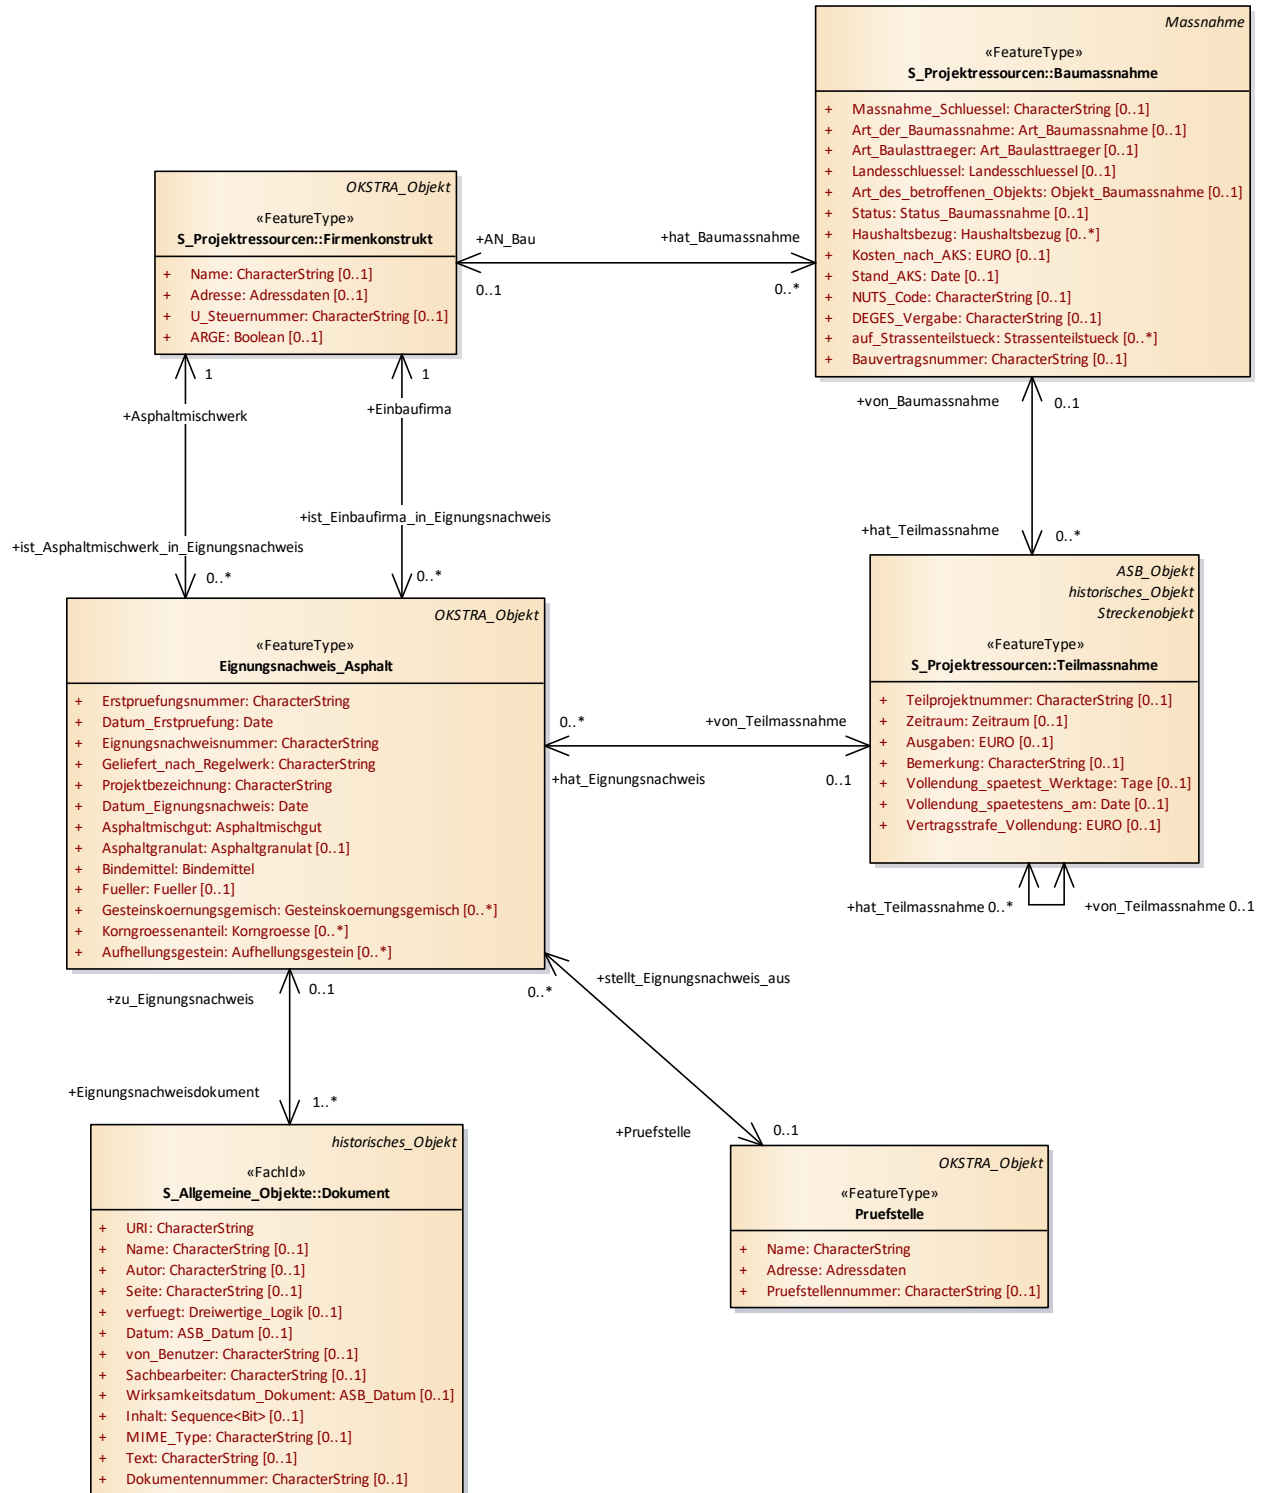 Massnahme
«FeatureType»
S_Projektressourcen::Baumassnahme
+ Massnahme_Schluessel: CharacterString [0..1]
+ Art_der_Baumassnahme: Art_Baumassnahme [0..1]
+ Art_Baulasttraeger: Art_Baulasttraeger [0..1]
+ Landesschluessel: Landesschluessel [0..1]
+ Art_des_betroffenen_Objekts: Objekt_Baumassnahme [0..1]
+ Status: Status_Baumassnahme [0..1]
+ Haushaltsbezug: Haushaltsbezug [0..*]
+ Kosten_nach_AKS: EURO [0..1]
+ Stand_AKS: Date [0..1]
+ NUTS_Code: CharacterString [0..1]
+ DEGES_Vergabe: CharacterString [0..1]
+ auf_Strassenteilstueck: Strassenteilstueck [0..*]
+ Bauvertragsnummer: CharacterString [0..1]
OKSTRA_Objekt
«FeatureType»
S_Projektressourcen::Firmenkonstrukt
+ Name: CharacterString [0..1]
+ Adresse: Adressdaten [0..1]
+ U_Steuernummer: CharacterString [0..1]
+ ARGE: Boolean [0..1]
+AN_Bau
0..1
+hat_Baumassnahme
0..*
1
+Asphaltmischwerk
1
+Einbaufirma
+ist_Einbaufirma_in_Eignungsnachweis
0..*
+ist_Asphaltmischwerk_in_Eignungsnachweis
0..*
+von_Baumassnahme
0..1
+hat_Teilmassnahme
0..*
OKSTRA_Objekt
«FeatureType»
Eignungsnachweis_Asphalt
+ Erstpruefungsnummer: CharacterString
+ Datum_Erstpruefung: Date
+ Eignungsnachweisnummer: CharacterString
+ Geliefert_nach_Regelwerk: CharacterString
+ Projektbezeichnung: CharacterString
+ Datum_Eignungsnachweis: Date
+ Asphaltmischgut: Asphaltmischgut
+ Asphaltgranulat: Asphaltgranulat [0..1]
+ Bindemittel: Bindemittel
+ Fueller: Fueller [0..1]
+ Gesteinskoernungsgemisch: Gesteinskoernungsgemisch [0..*]
+ Korngroessenanteil: Korngroesse [0..*]
+ Aufhellungsgestein: Aufhellungsgestein [0..*]
ASB_Objekt
historisches_Objekt
Streckenobjekt
«FeatureType»
S_Projektressourcen::Teilmassnahme
+ Teilprojektnummer: CharacterString [0..1]
+ Zeitraum: Zeitraum [0..1]
+ Ausgaben: EURO [0..1]
+ Bemerkung: CharacterString [0..1]
+ Vollendung_spaetest_Werktage: Tage [0..1]
+ Vollendung_spaetestens_am: Date [0..1]
+ Vertragsstrafe_Vollendung: EURO [0..1]
0..*
+hat_Eignungsnachweis
+von_Teilmassnahme
0..1
+hat_Teilmassnahme 0..*
+von_Teilmassnahme 0..1
+zu_Eignungsnachweis
0..1
+Eignungsnachweisdokument
1..*
+stellt_Eignungsnachweis_aus
0..*
+Pruefstelle
0..1
historisches_Objekt
«FachId»
S_Allgemeine_Objekte::Dokument
+ URI: CharacterString
+ Name: CharacterString [0..1]
+ Autor: CharacterString [0..1]
+ Seite: CharacterString [0..1]
+ verfuegt: Dreiwertige_Logik [0..1]
+ Datum: ASB_Datum [0..1]
+ von_Benutzer: CharacterString [0..1]
+ Sachbearbeiter: CharacterString [0..1]
+ Wirksamkeitsdatum_Dokument: ASB_Datum [0..1]
+ Inhalt: Sequence<Bit> [0..1]
+ MIME_Type: CharacterString [0..1]
+ Text: CharacterString [0..1]
+ Dokumentennummer: CharacterString [0..1]
OKSTRA_Objekt
«FeatureType»
Pruefstelle
+ Name: CharacterString
+ Adresse: Adressdaten
+ Pruefstellennummer: CharacterString [0..1]